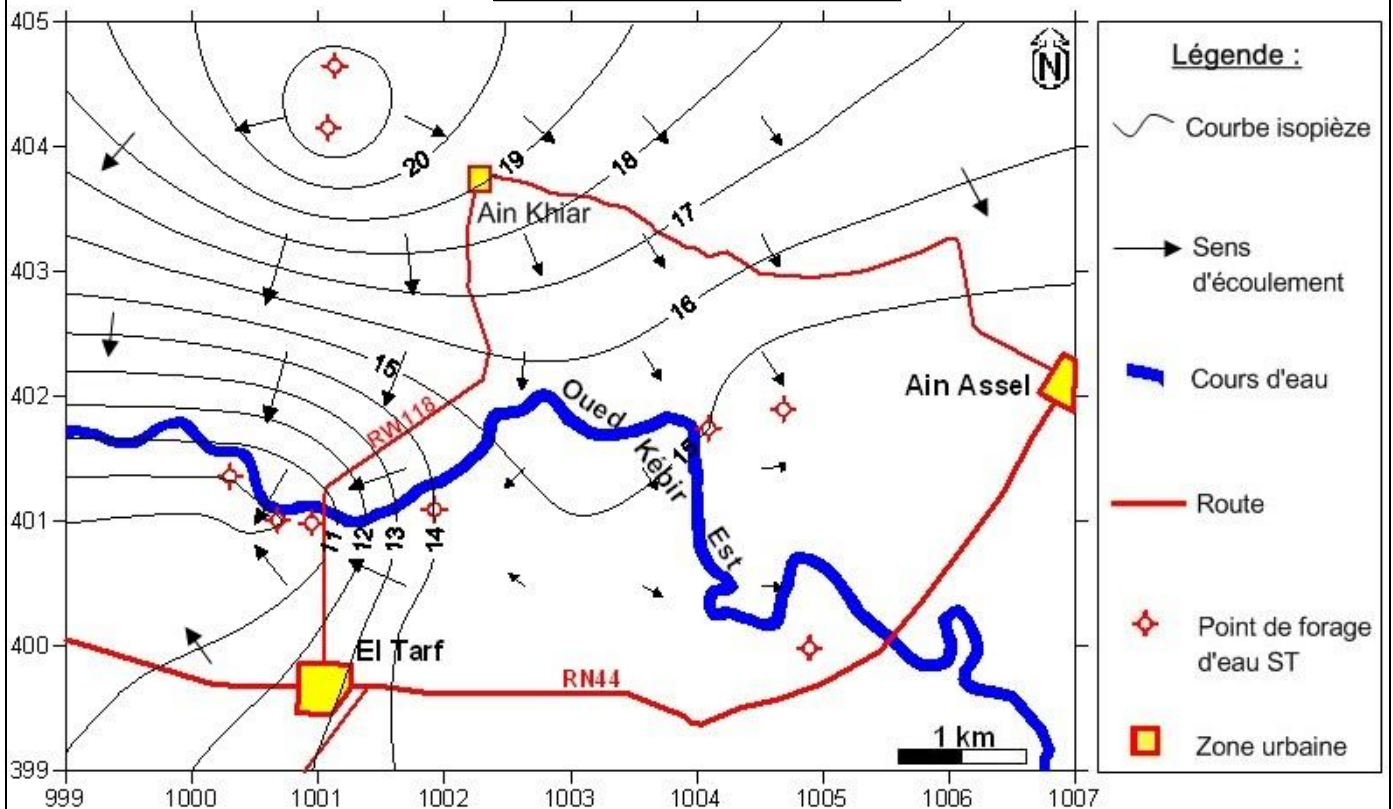 405
404
403
402
401
400
399
999
1000
1001
1002
1003
1004
1005
1006
1007
N
20
19
18
17
16
15
15
14
13
12
11
Ain Khiar
Ain Assel
El Tarf
RW118
RN44
Oued Kébir Est
1 km
Légende :
Courbe isopièze
Sens
d'écoulement
Cours d'eau
Route
Point de forage
d'eau ST
Zone urbaine